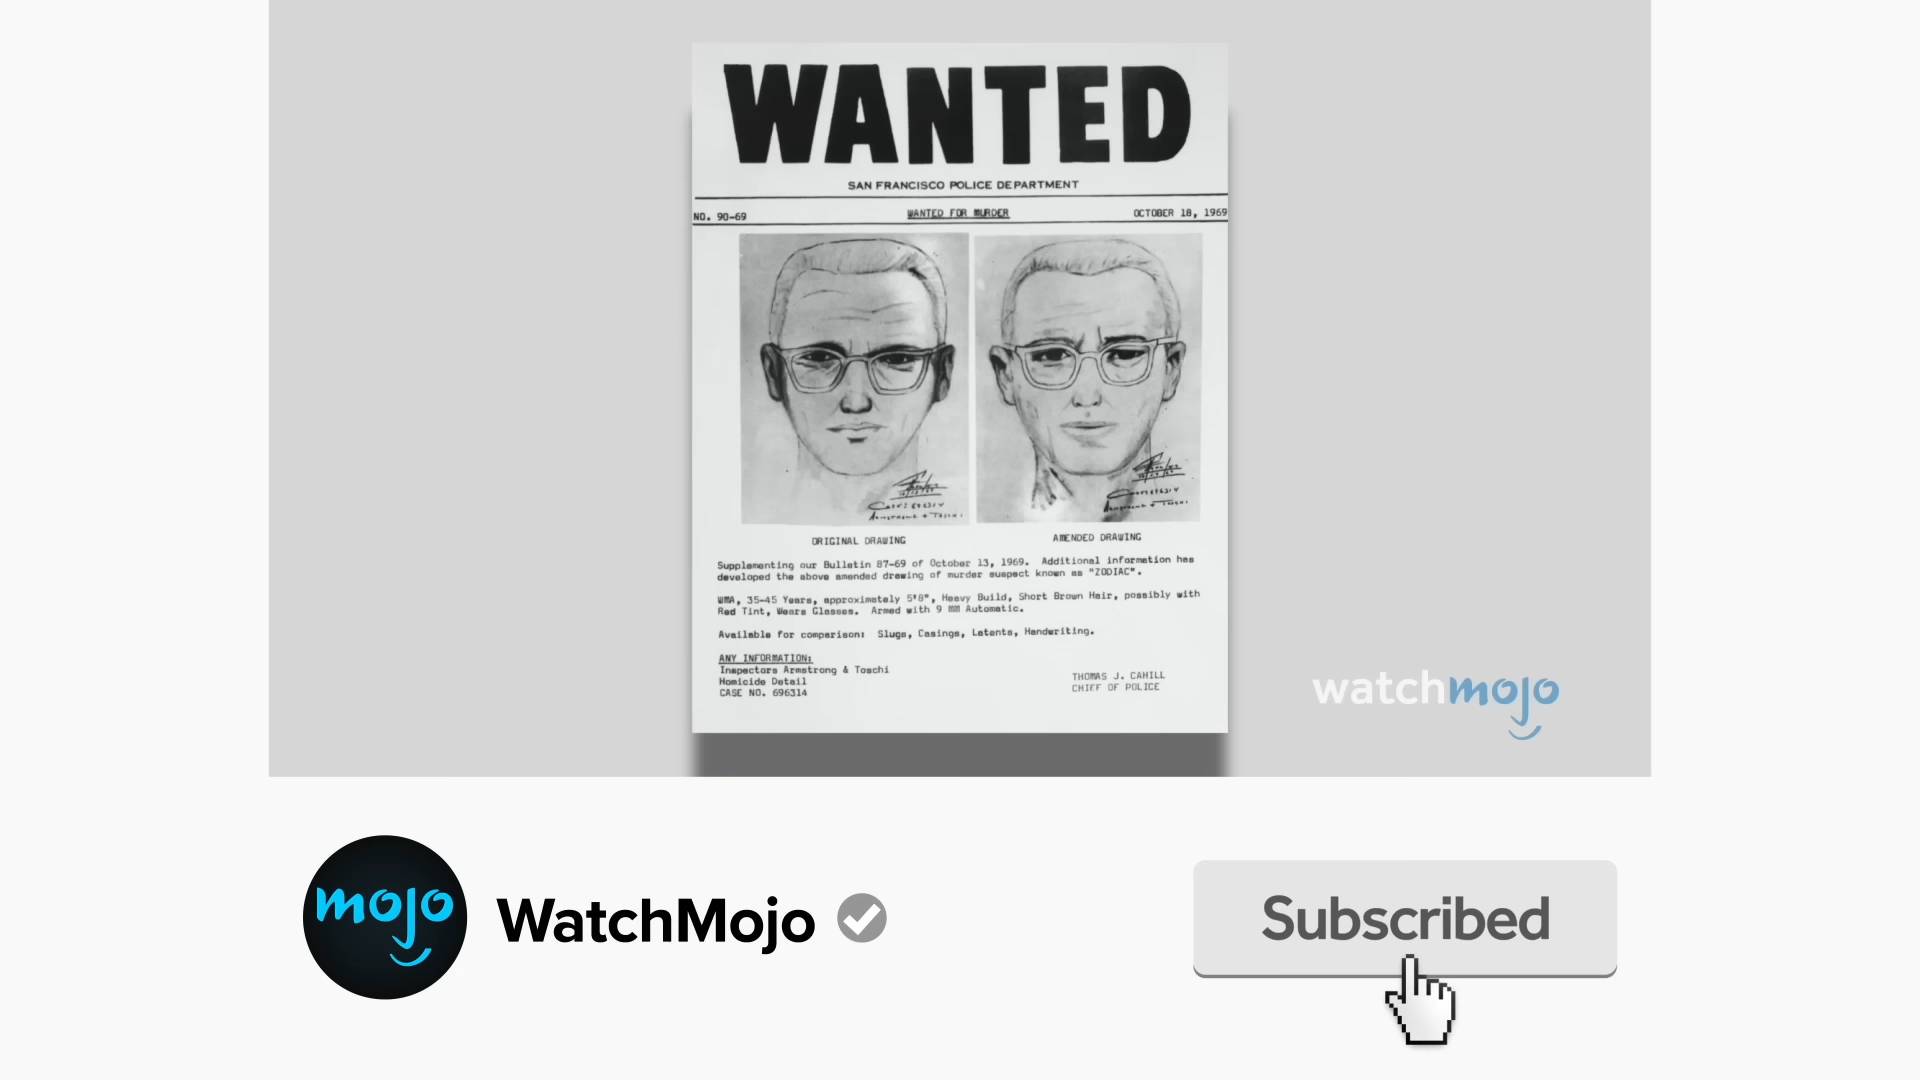 WANTED
SAN FRANCISCO POLICE DEPARTMENT
NO. 90-69 WANTED FOR MURDER OCTOBER 18, 1969
ORIGINAL DRAWING AMENDED DRAWING
Supplementing our Bulletin 87-69 of October 13, 1969. Additional information has
developed the above amended drawing of murder suspect known as "ZODIAC".
WMA, 35-45 Years, approximately 5'8", Heavy Build, Short Brown Hair, possibly with
Red Tint, Wears Glasses. Armed with 9 MM Automatic.
Available for comparison: Slugs, Casings, Latents, Handwriting.
ANY INFORMATION:
Inspectors Armstrong & Toschi
Homicide Detail
CASE NO. 696314
THOMAS J. CAHILL
CHIEF OF POLICE
watchmojo
mojo
WatchMojo
Subscribed